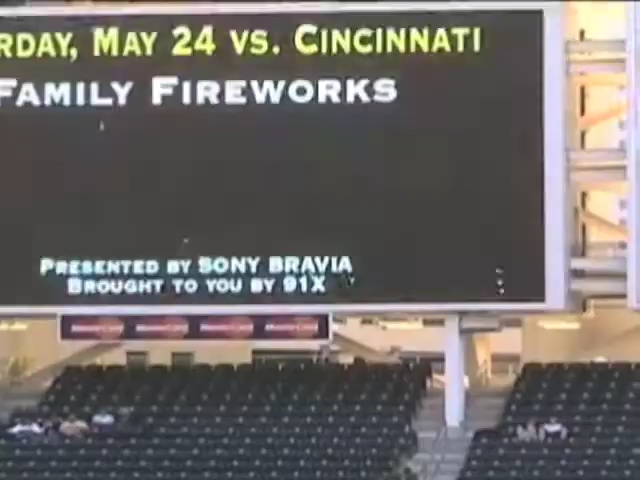 RDAY, MAY 24 VS. CINCINNATI
FAMILY FIREWORKS
PRESENTED BY SONY BRAVIA
BROUGHT TO YOU BY 91X